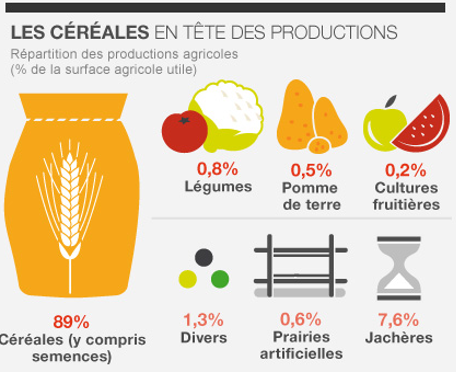 LES CÉRÉALES EN TÊTE DES PRODUCTIONS
Répartition des productions agricoles
(% de la surface agricole utile)
89%
Céréales (y compris
semences)
0,8%
Légumes
0,5%
Pomme
de terre
0,2%
Cultures
fruitières
1,3%
Divers
0,6%
Prairies
artificielles
7,6%
Jachères